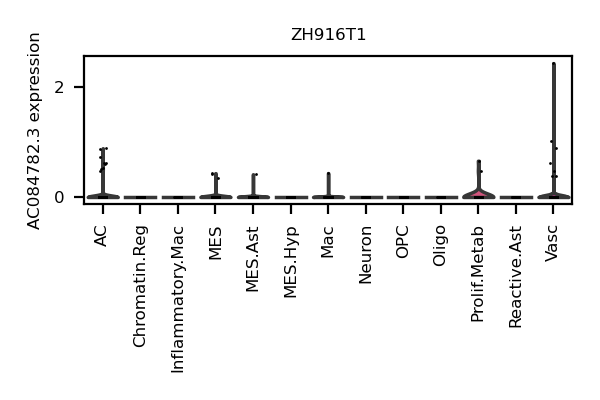 ZH916T1
AC084782.3 expression
2
0
AC
Chromatin.Reg
Inflammatory.Mac
MES
MES.Ast
MES.Hyp
Mac
Neuron
OPC
Oligo
Prolif.Metab
Reactive.Ast
Vasc